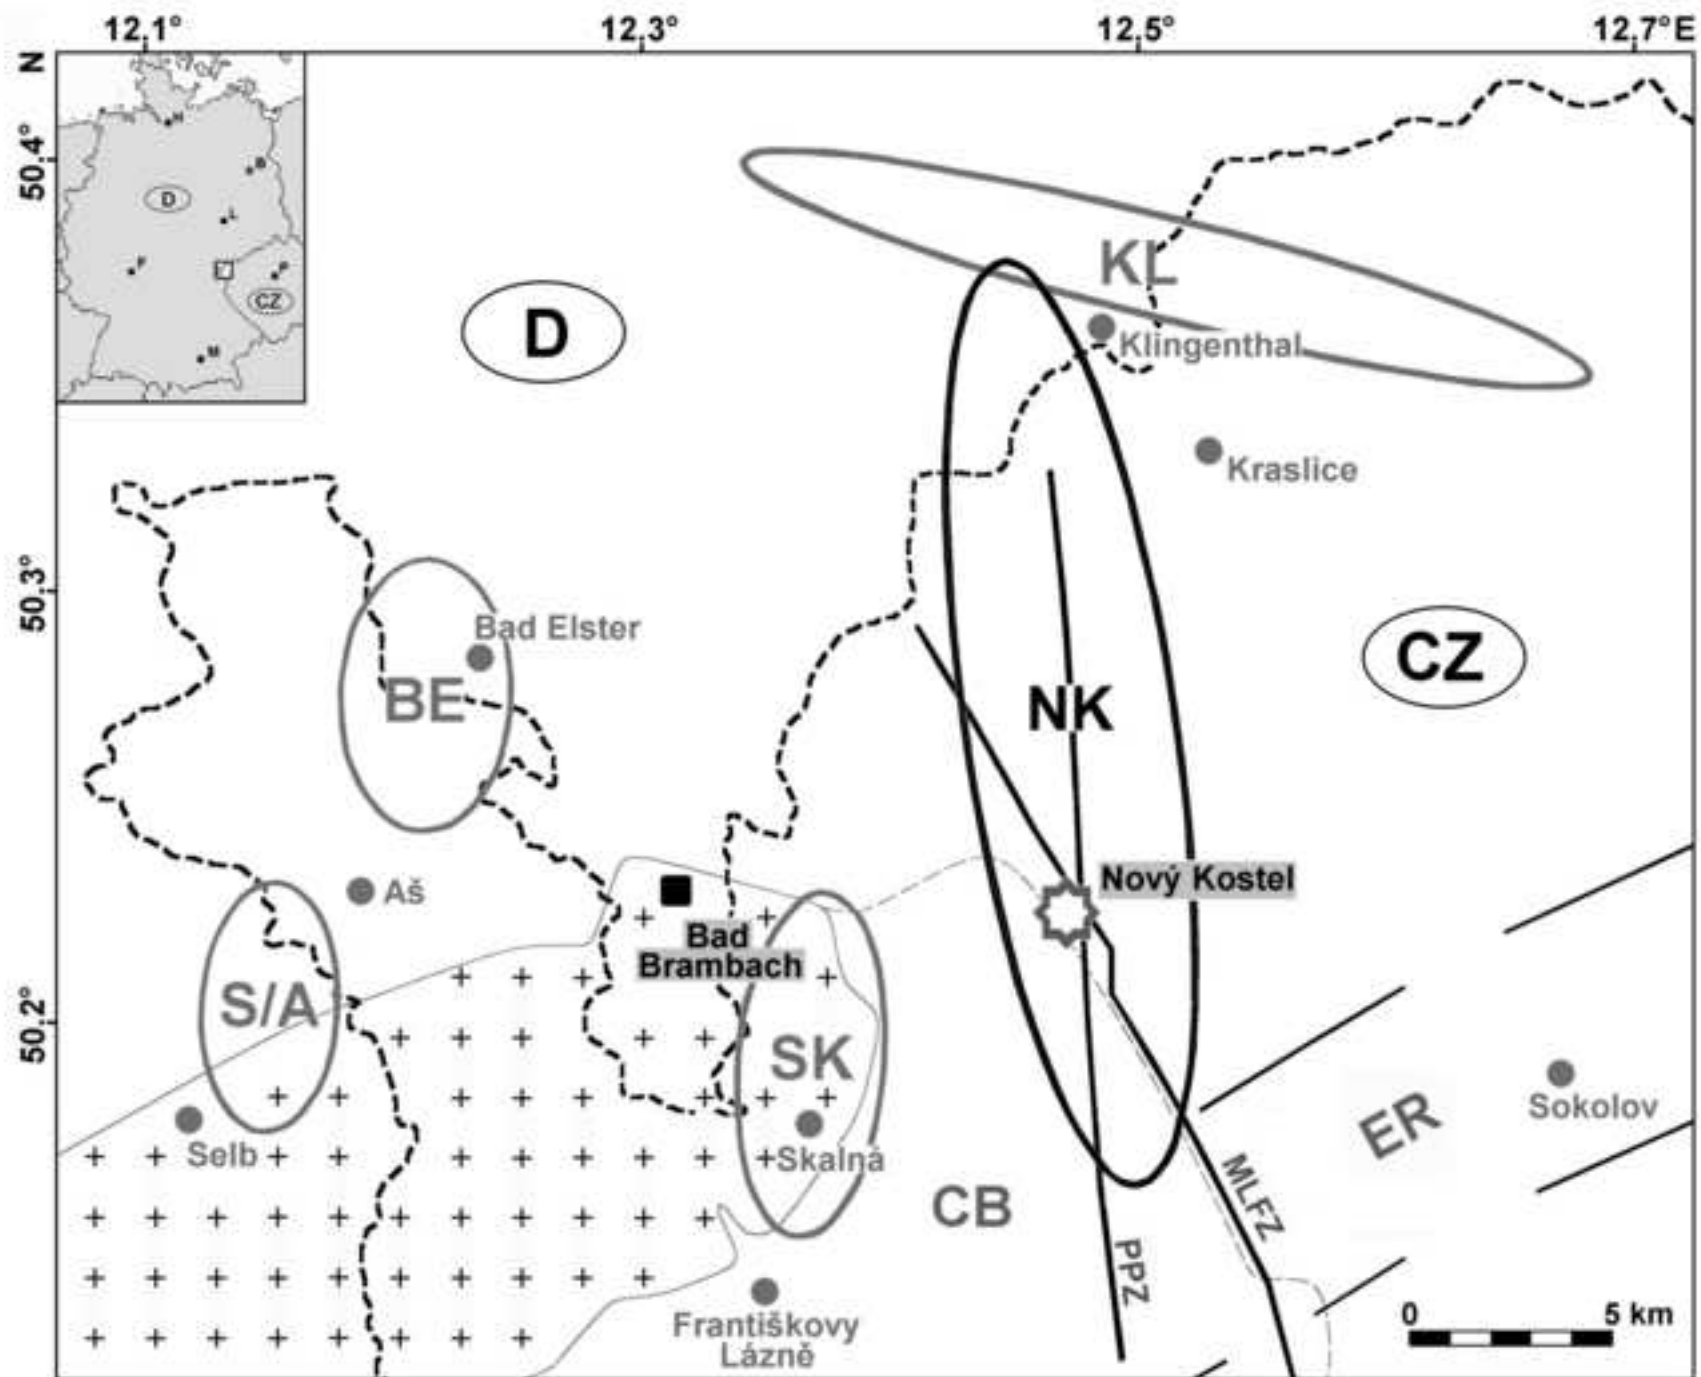 12,1°
12,3°
12,5°
12,7°E
N
50.4°
50.3°
50.2°
H
B
D
L
F
P
CZ
M
D
KL
Klingenthal
Kraslice
CZ
Bad Elster
BE
NK
Nový Kostel
Aš
Bad
Brambach
S/A
SK
Skalná
Selb
Sokolov
ER
CB
MLFZ
PPZ
Františkovy
Lázně
0
5 km